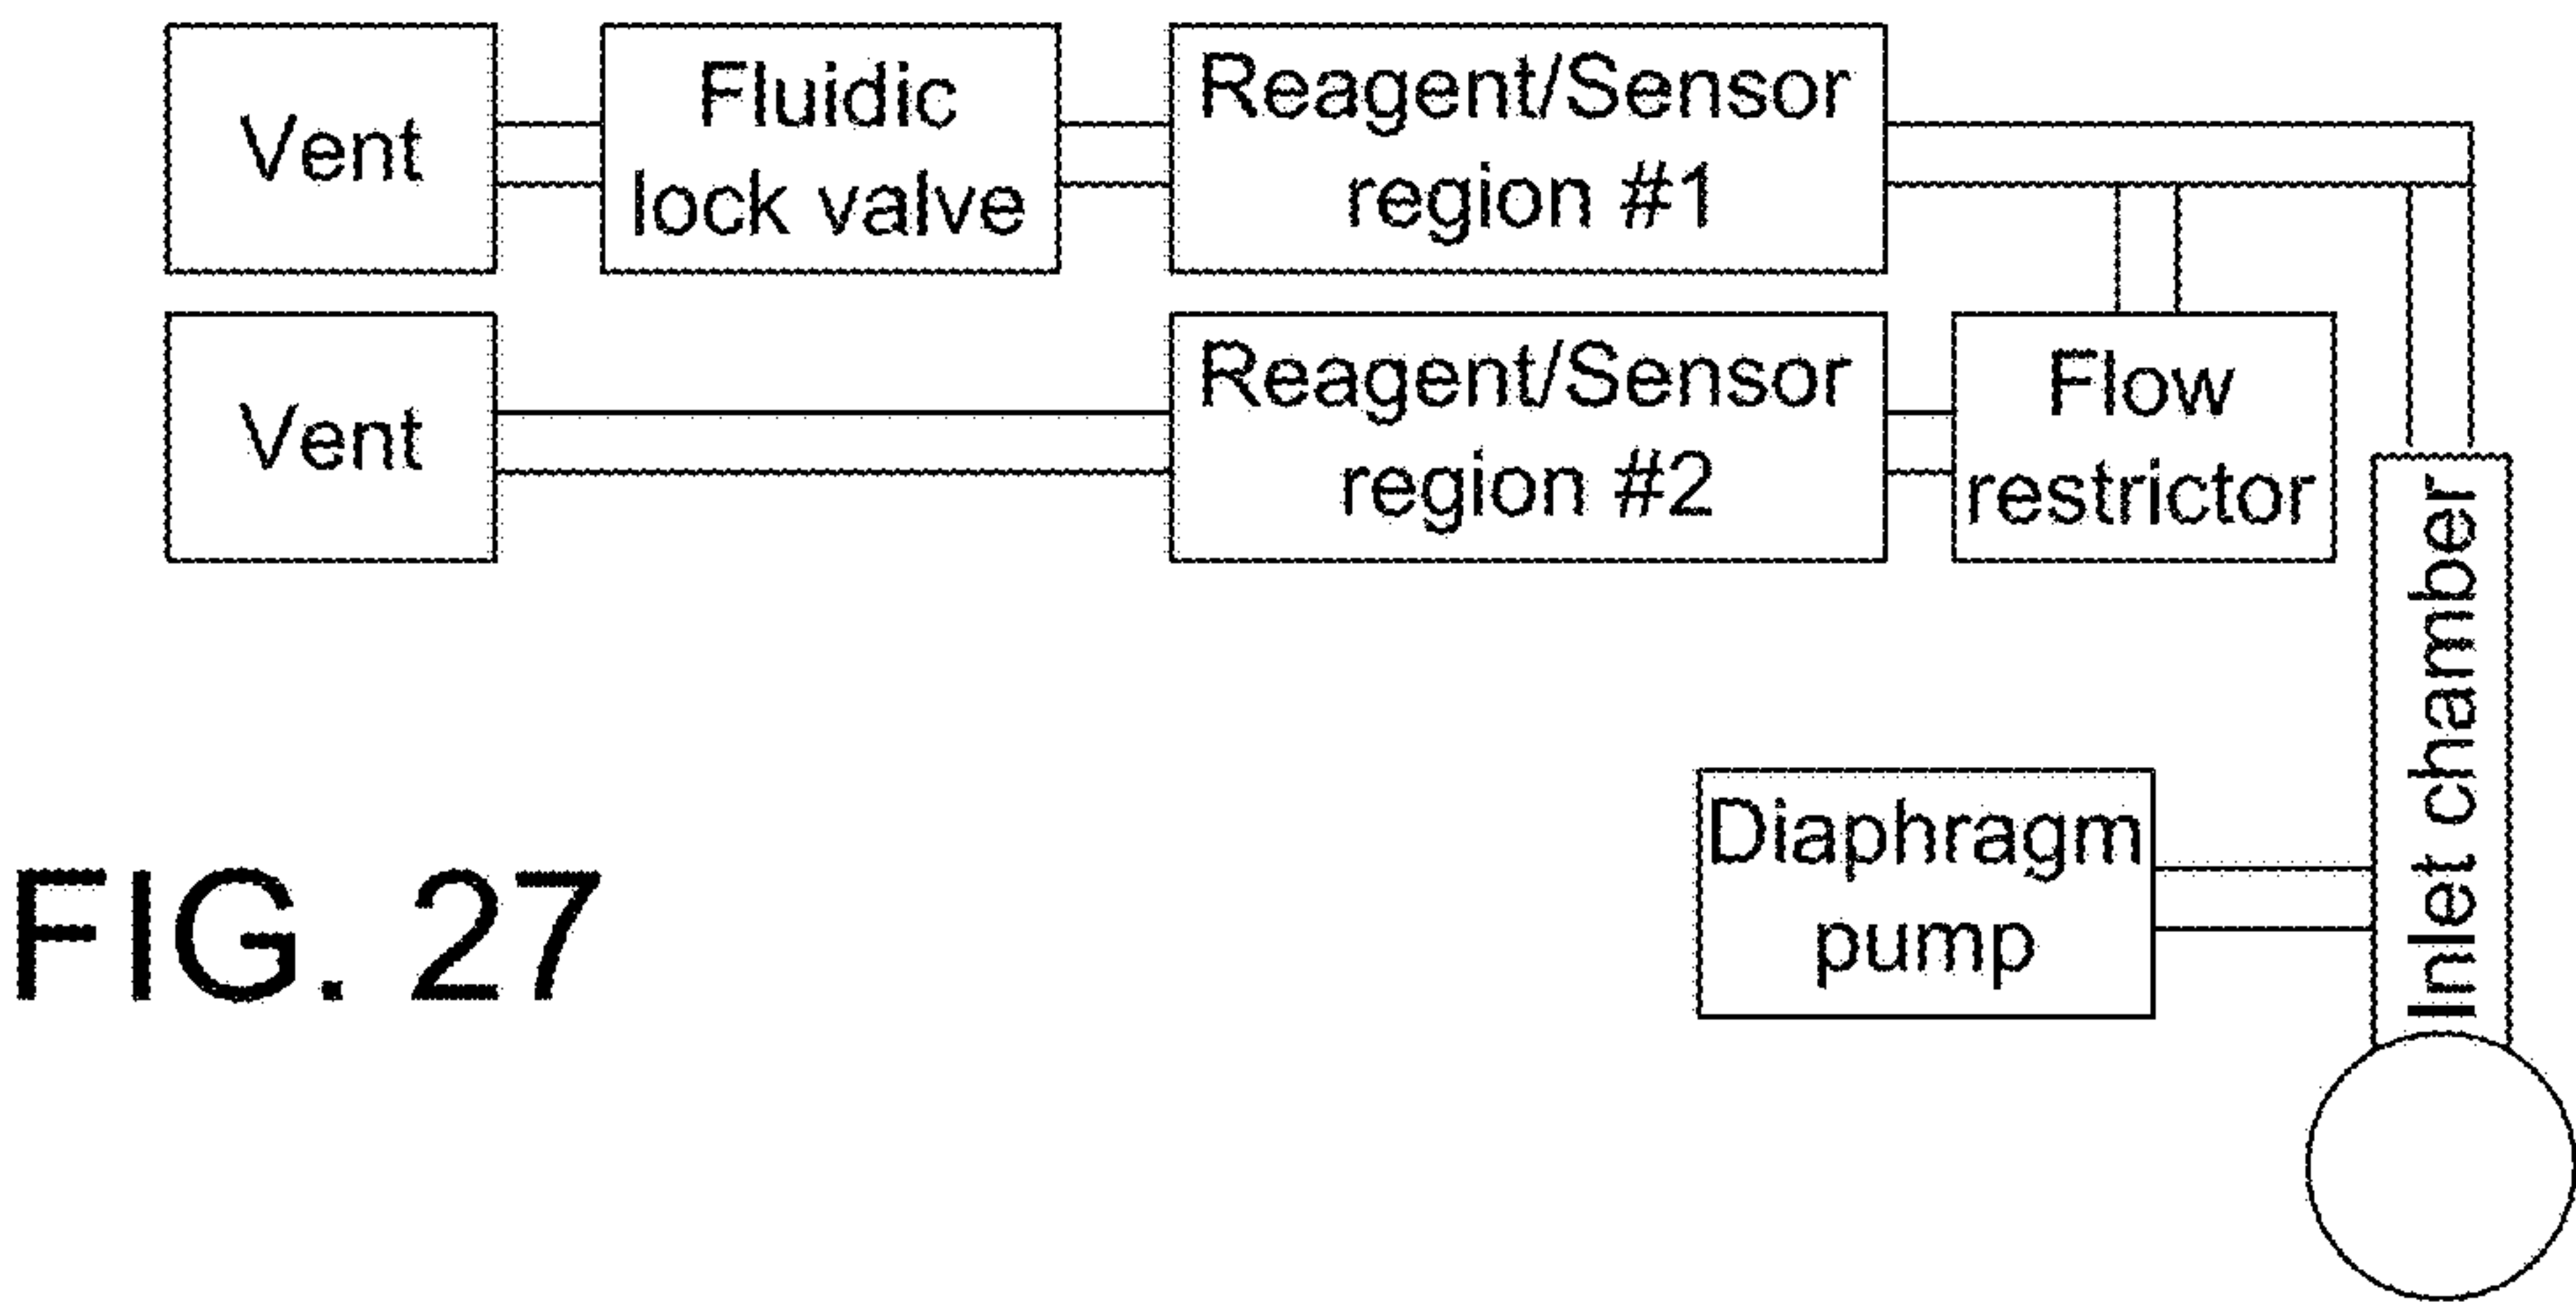 Vent
Fluidic
lock valve
Reagent/Sensor
region #1
Vent
Reagent/Sensor
region #2
Flow
restrictor
Inlet chamber
Diaphragm
pump
FIG. 27